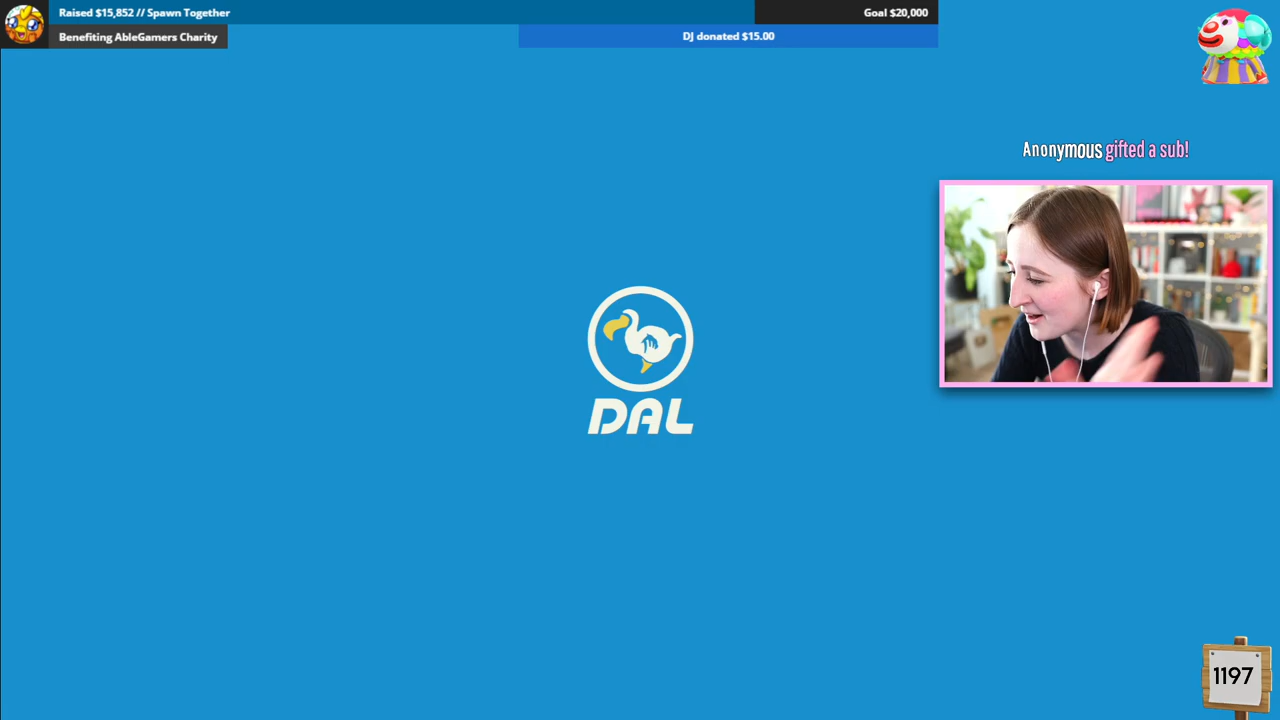 Raised $15,852 // Spawn Together
Goal $20,000
Benefiting AbleGamers Charity
DJ donated $15.00
Anonymous gifted a sub!
DAL
1197